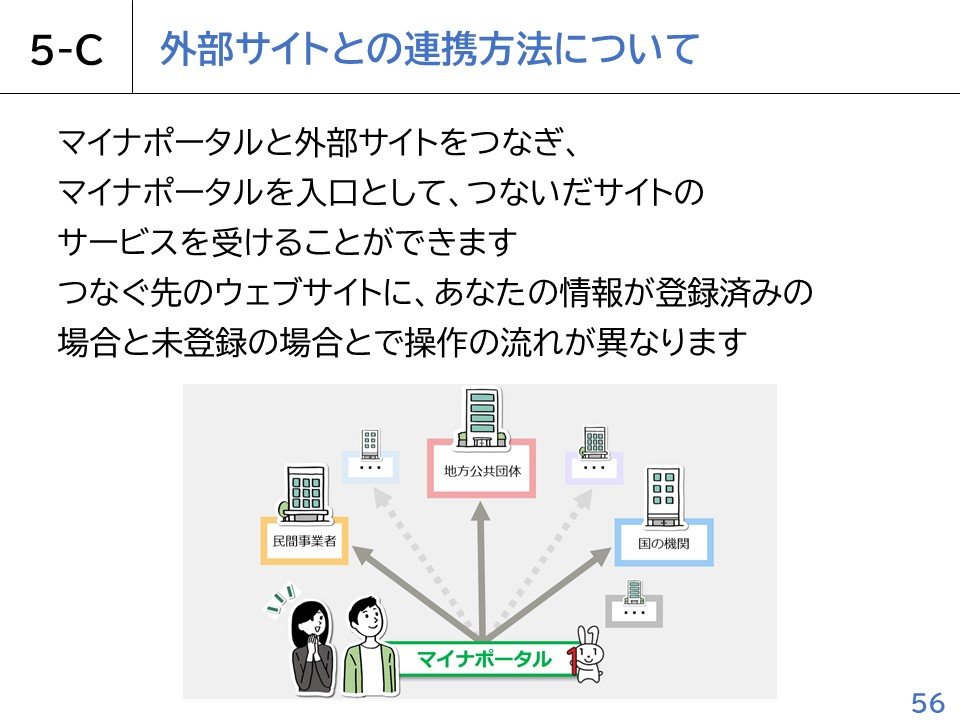 5-C
外部サイトとの連携方法について
マイナポータルと外部サイトをつなぎ、
マイナポータルを入口として、つないだサイトの
サービスを受けることができます
つなぐ先のウェブサイトに、あなたの情報が登録済みの
場合と未登録の場合とで操作の流れが異なります
・・・
地方公共団体
・・・
民間事業者
国の機関
・・・
マイナポータル
1
56